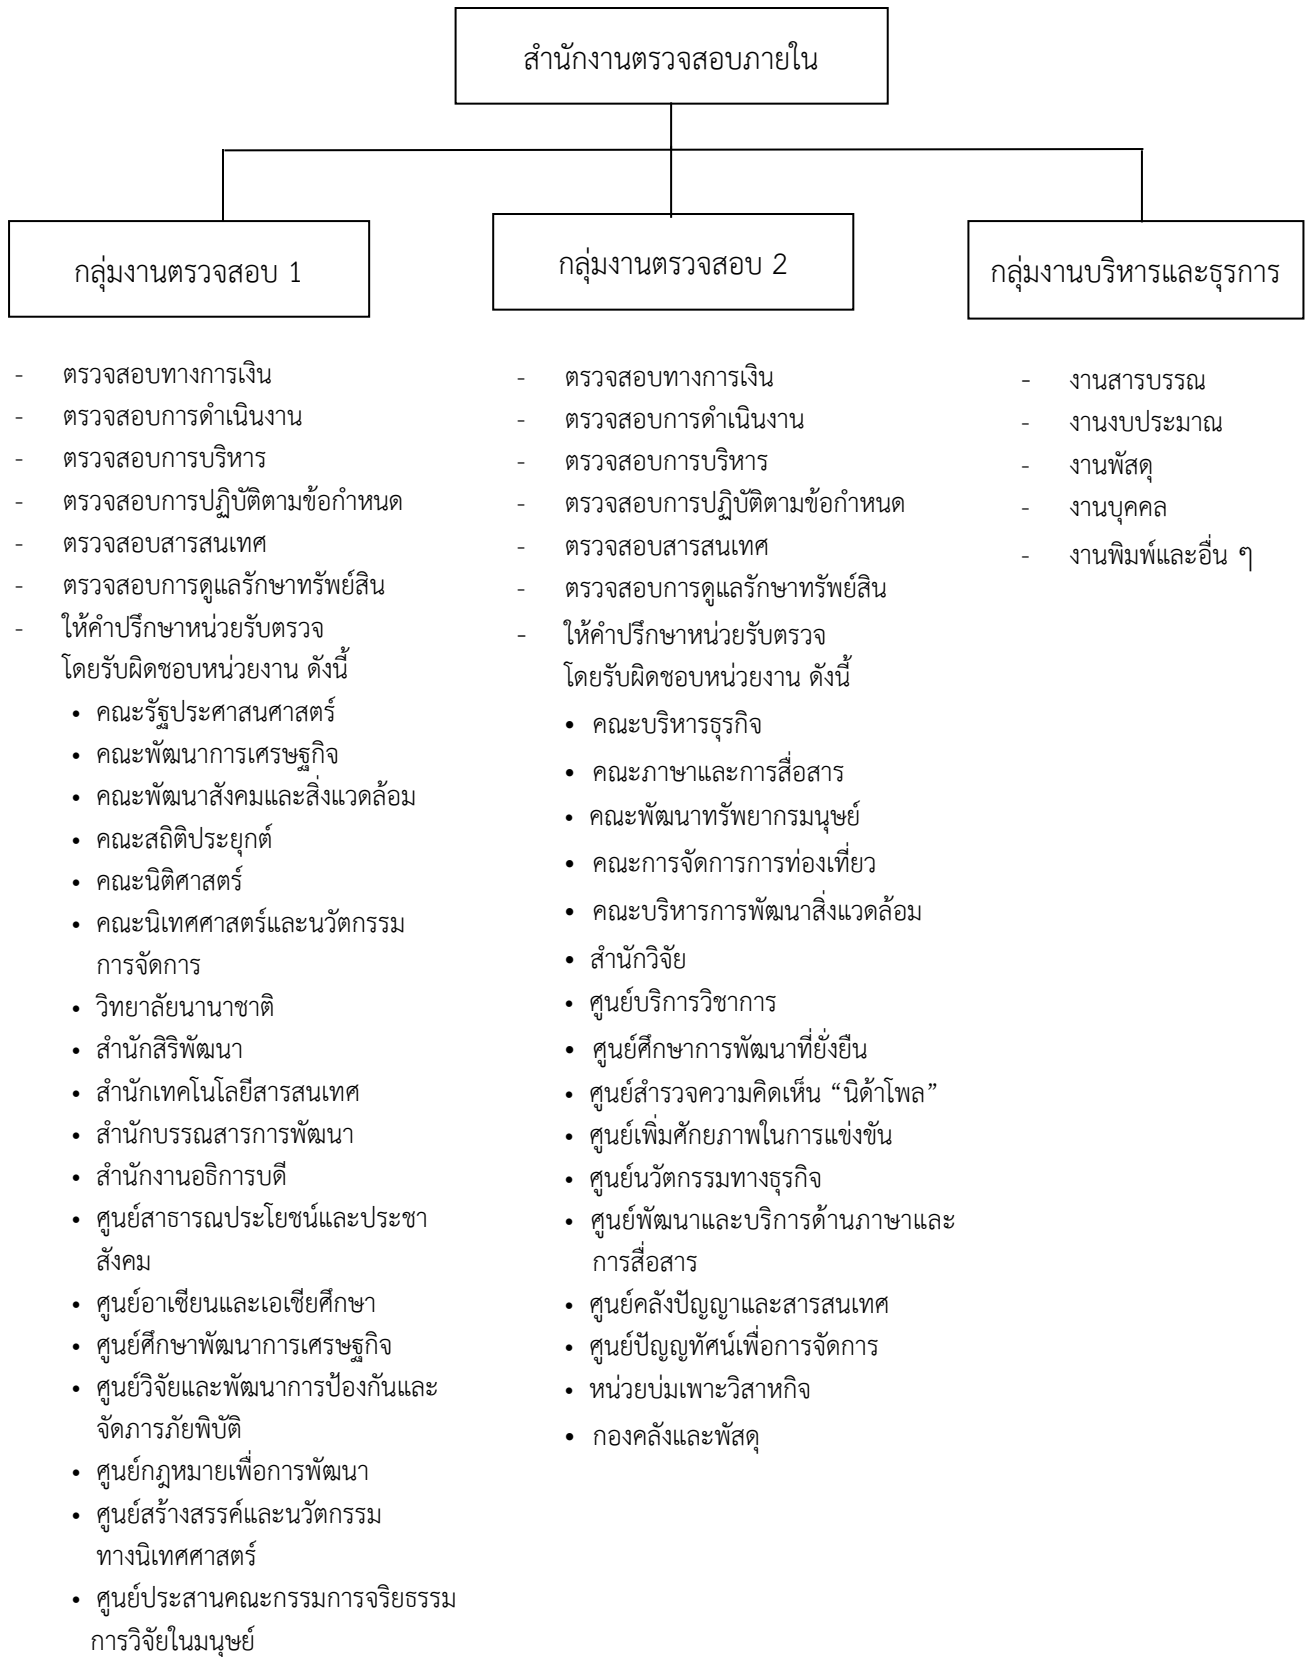 สำนักงานตรวจสอบภายใน
กลุ่มงานตรวจสอบ 1
กลุ่มงานตรวจสอบ 2
กลุ่มงานบริหารและธุรการ
- ตรวจสอบทางการเงิน
- ตรวจสอบการดำเนินงาน
- ตรวจสอบการบริหาร
- ตรวจสอบการปฏิบัติตามข้อกำหนด
- ตรวจสอบสารสนเทศ
- ตรวจสอบการดูแลรักษาทรัพย์สิน
- ให้คำปรึกษาหน่วยรับตรวจ
โดยรับผิดชอบหน่วยงาน ดังนี้
• คณะรัฐประศาสนศาสตร์
• คณะพัฒนาการเศรษฐกิจ
• คณะพัฒนาสังคมและสิ่งแวดล้อม
• คณะสถิติประยุกต์
• คณะนิติศาสตร์
• คณะนิเทศศาสตร์และนวัตกรรม
การจัดการ
• วิทยาลัยนานาชาติ
• สำนักสิริพัฒนา
• สำนักเทคโนโลยีสารสนเทศ
• สำนักบรรณสารการพัฒนา
• สำนักงานอธิการบดี
• ศูนย์สาธารณประโยชน์และประชา
สังคม
• ศูนย์อาเซียนและเอเชียศึกษา
• ศูนย์ศึกษาพัฒนาการเศรษฐกิจ
• ศูนย์วิจัยและพัฒนาการป้องกันและ
จัดภารภัยพิบัติ
• ศูนย์กฎหมายเพื่อการพัฒนา
• ศูนย์สร้างสรรค์และนวัตกรรม
ทางนิเทศศาสตร์
• ศูนย์ประสานคณะกรรมการจริยธรรม
การวิจัยในมนุษย์
- ตรวจสอบทางการเงิน
- ตรวจสอบการดำเนินงาน
- ตรวจสอบการบริหาร
- ตรวจสอบการปฏิบัติตามข้อกำหนด
- ตรวจสอบสารสนเทศ
- ตรวจสอบการดูแลรักษาทรัพย์สิน
- ให้คำปรึกษาหน่วยรับตรวจ
โดยรับผิดชอบหน่วยงาน ดังนี้
• คณะบริหารธุรกิจ
• คณะภาษาและการสื่อสาร
• คณะพัฒนาทรัพยากรมนุษย์
• คณะการจัดการการท่องเที่ยว
• คณะบริหารการพัฒนาสิ่งแวดล้อม
• สำนักวิจัย
• ศูนย์บริการวิชาการ
• ศูนย์ศึกษาการพัฒนาที่ยั่งยืน
• ศูนย์สำรวจความคิดเห็น “นิด้าโพล”
• ศูนย์เพิ่มศักยภาพในการแข่งขัน
• ศูนย์นวัตกรรมทางธุรกิจ
• ศูนย์พัฒนาและบริการด้านภาษาและ
การสื่อสาร
• ศูนย์คลังปัญญาและสารสนเทศ
• ศูนย์ปัญญทัศน์เพื่อการจัดการ
• หน่วยบ่มเพาะวิสาหกิจ
• กองคลังและพัสดุ
- งานสารบรรณ
- งานงบประมาณ
- งานพัสดุ
- งานบุคคล
- งานพิมพ์และอื่น ๆ